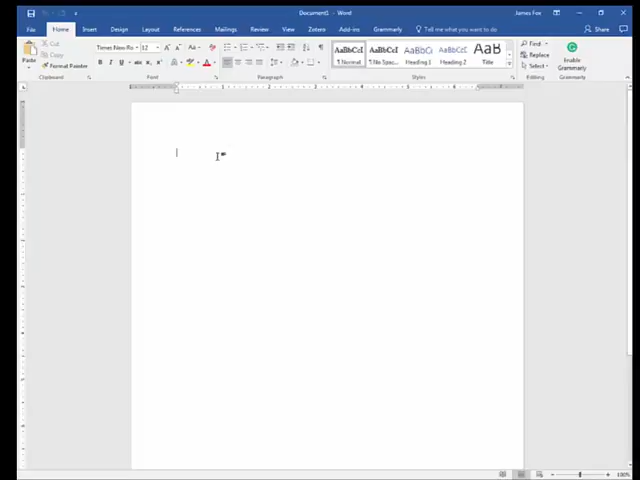 Document1 - Word
James Fox
File Home Insert Design Layout References Mailings Review View Zotero Add-ins Grammarly Tell me what you want to do Share
Cut
Copy
Format Painter
Paste
Times New Ro 12
AaBbCcI AaBbCcI AaBbCc AaBbCcI AaB
¶ Normal ¶ No Spac... Heading 1 Heading 2 Title
Find
Replace
Select
Enable
Grammarly
Clipboard Font Paragraph Styles Editing Grammarly
100%